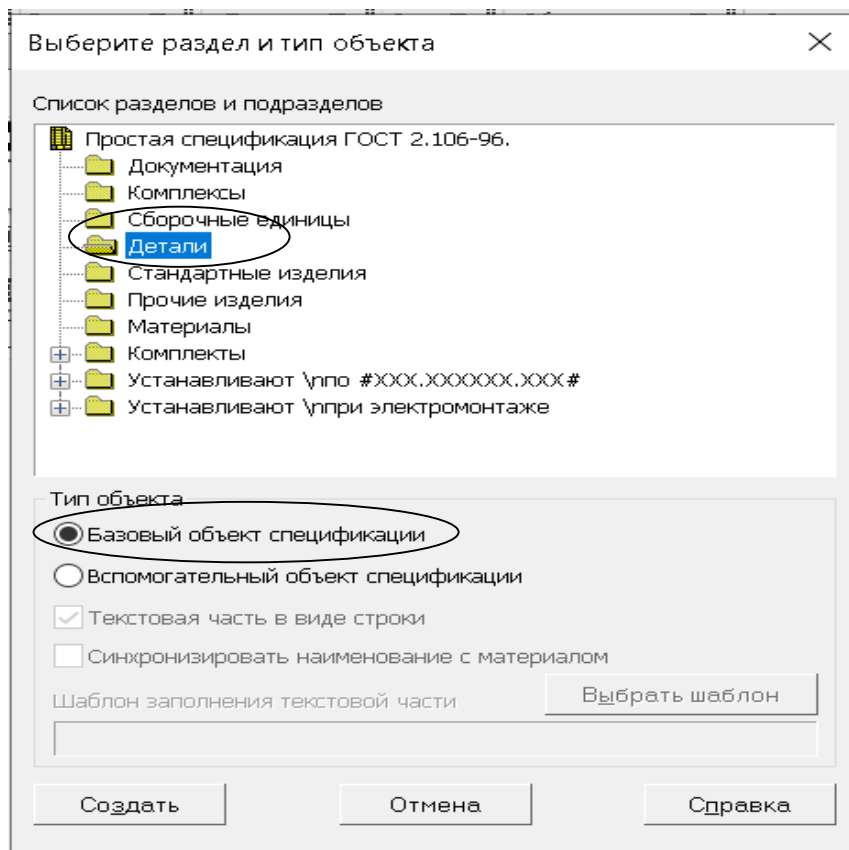 Выберите раздел и тип объекта
Список разделов и подразделов
Простая спецификация ГОСТ 2.106-96.
Документация
Комплексы
Сборочные единицы
Детали
Стандартные изделия
Прочие изделия
Материалы
Комплекты
Устанавливают \nпо #XXX.XXXXXX.XXX#
Устанавливают \nпри электромонтаже
Тип объекта
Базовый объект спецификации
Вспомогательный объект спецификации
Текстовая часть в виде строки
Синхронизировать наименование с материалом
Шаблон заполнения текстовой части Выбрать шаблон
Создать Отмена Справка